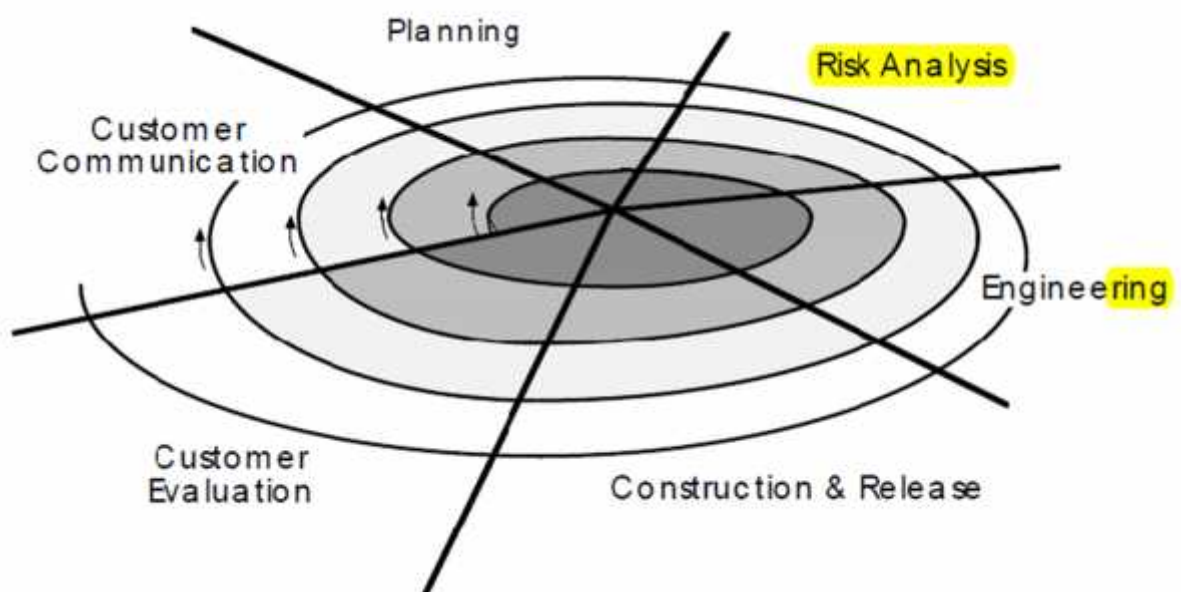 Planning
Risk Analysis
Customer
Communication
Engineering
Customer
Evaluation
Construction & Release